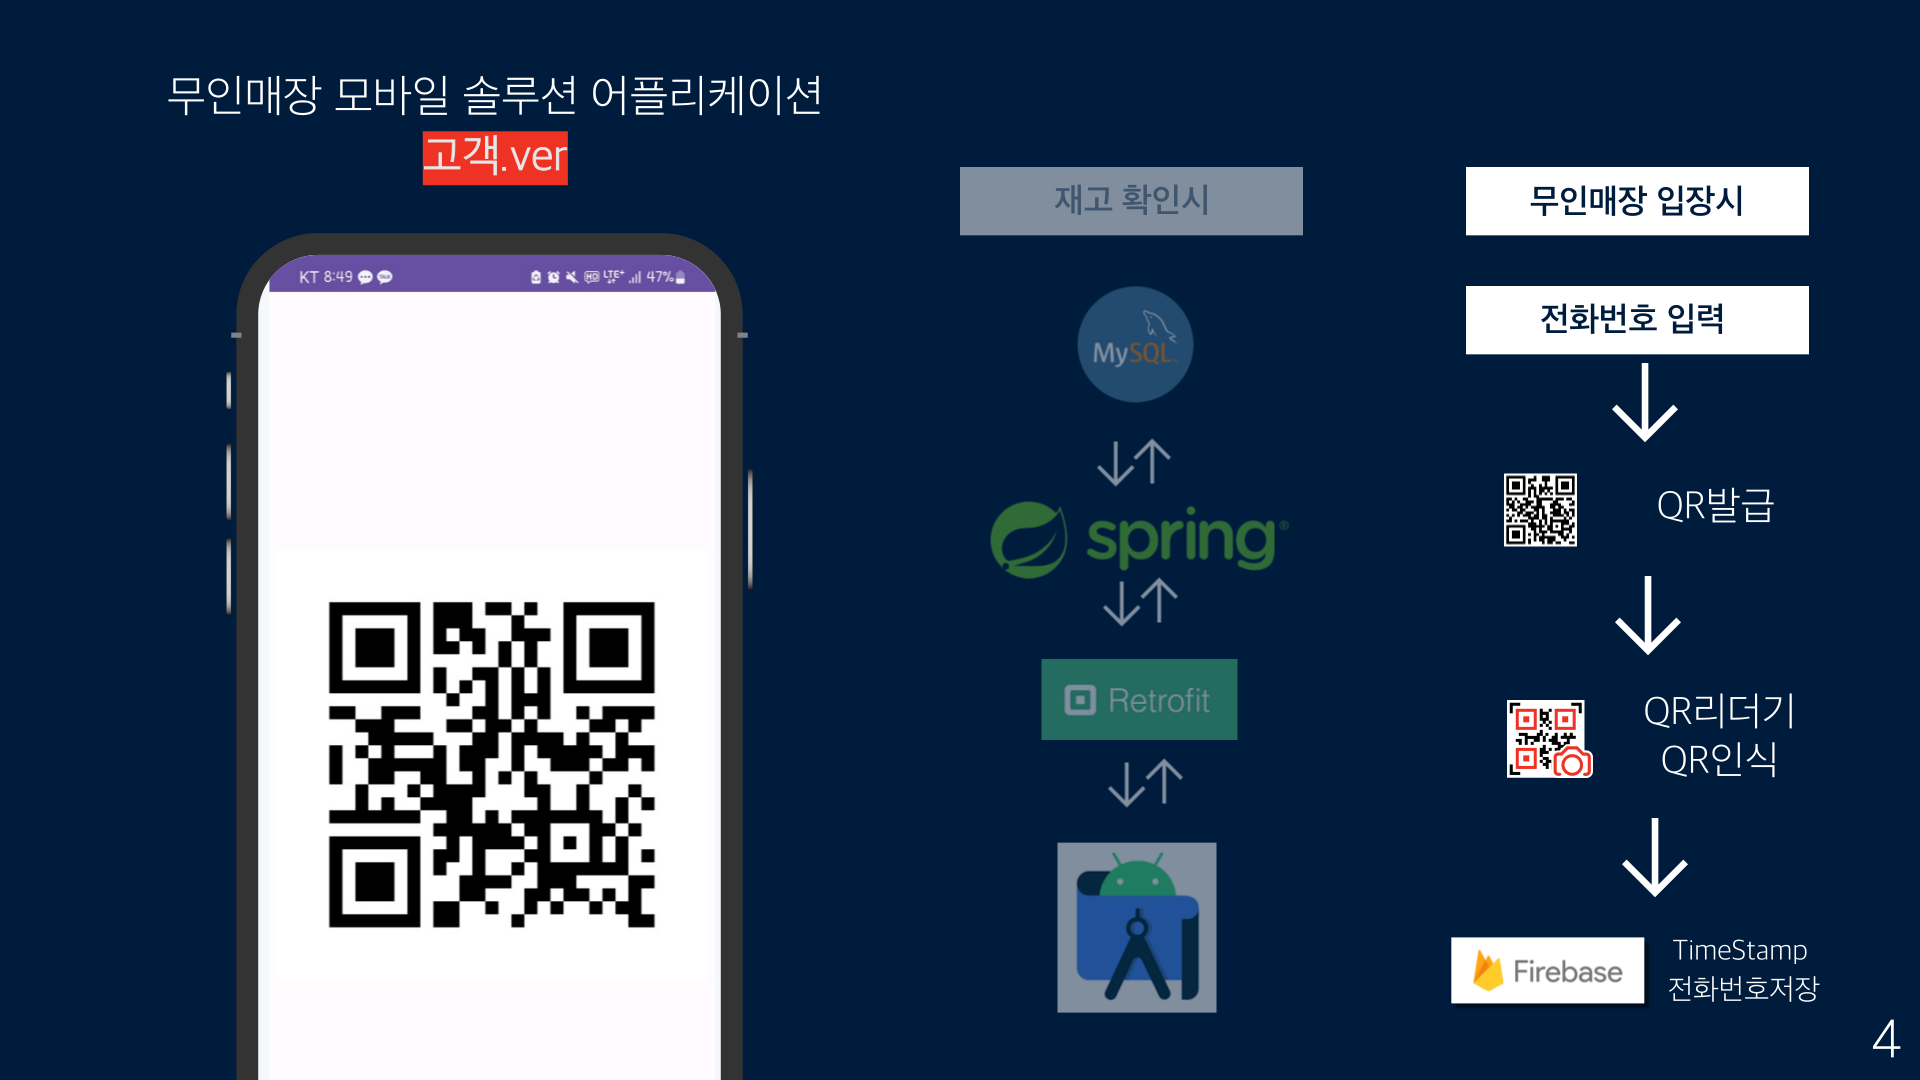 무인매장 모바일 솔루션 어플리케이션
고객.ver
KT 8:49
TALK
HD LTE+ 47%
재고 확인시
MySQL
spring
Retrofit
무인매장 입장시
전화번호 입력
QR발급
QR리더기
QR인식
Firebase
TimeStamp
전화번호저장
4